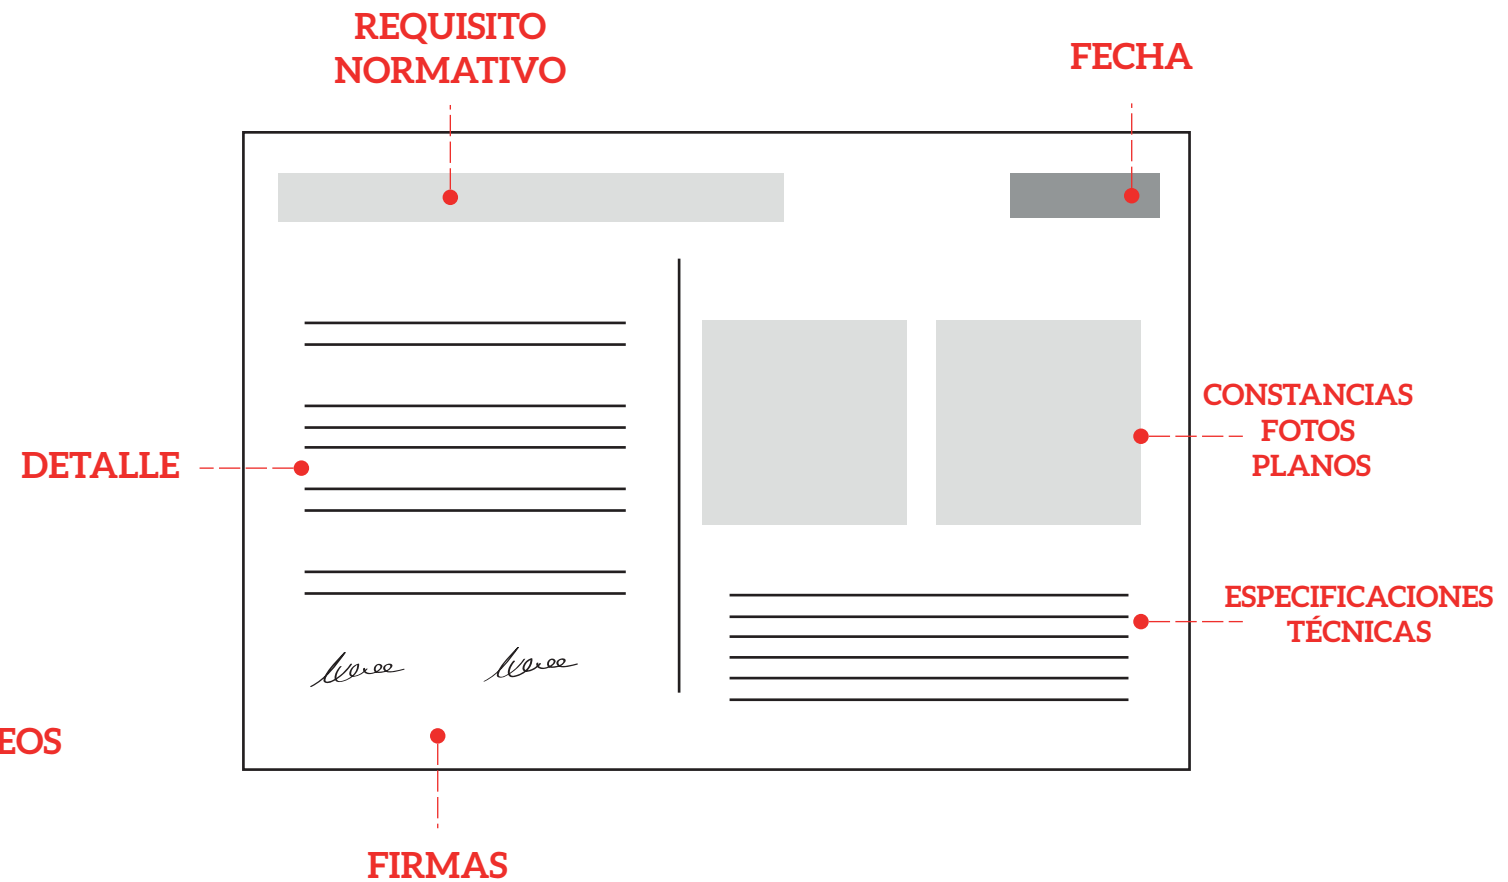 REQUISITO
NORMATIVO
FECHA
CONSTANCIAS
FOTOS
PLANOS
DETALLE
ESPECIFICACIONES
TÉCNICAS
EOS
FIRMAS